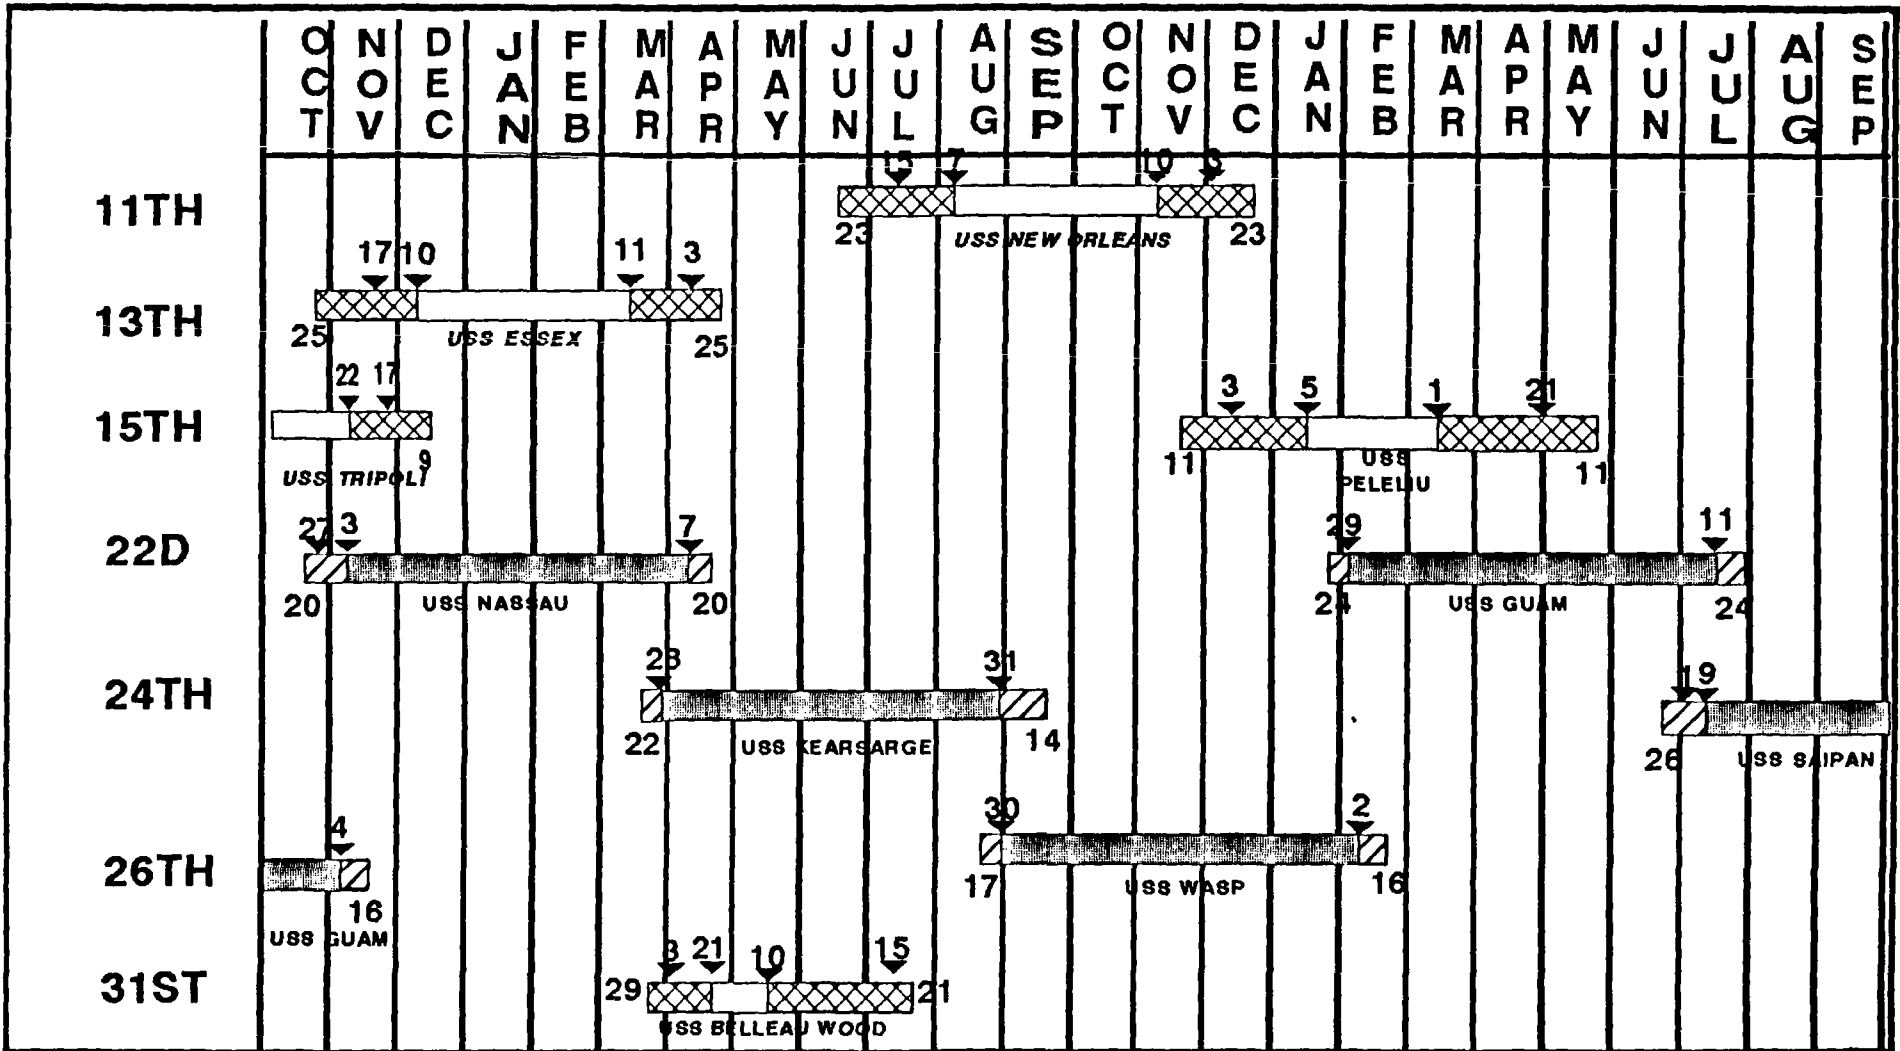 OCT NOV DEC JAN FEB MAR APR MAY JUN JUL AUG SEP OCT NOV DEC JAN FEB MAR APR MAY JUN JUL AUG SEP
15 7 10 3
11TH
23 USS NEW ORLEANS 23
17 10 11 3
13TH
25 USS ESSEX 25
22 17 3 5 1 21
15TH
9 11 USS 11
USS TRIPOLI PELELIU
27 3 7 29 11
22D
20 USS NASSAU 20 24 USS GUAM 24
28 31 19
24TH
22 USS KEARSARGE 14 26 USS SAIPAN
30 2
4
26TH
17 USS WASP 16
16
USS GUAM
3 21 10 15
31ST 29 21
USS BELLEAU WOOD